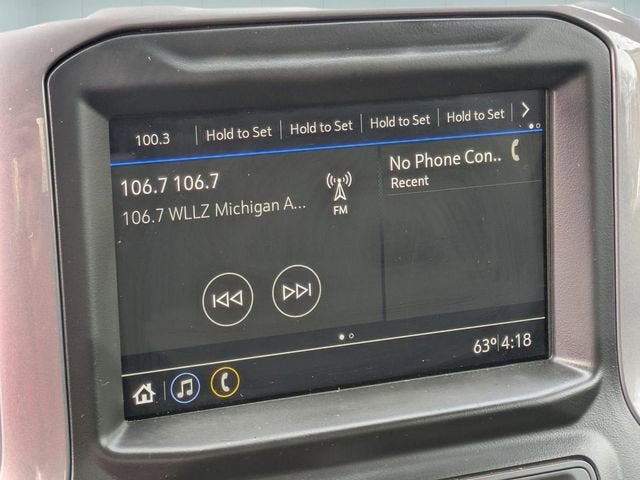 100.3 Hold to Set Hold to Set Hold to Set Hold to Set
106.7 106.7
106.7 WLLZ Michigan A...
FM
No Phone Con..
Recent
63° 4:18